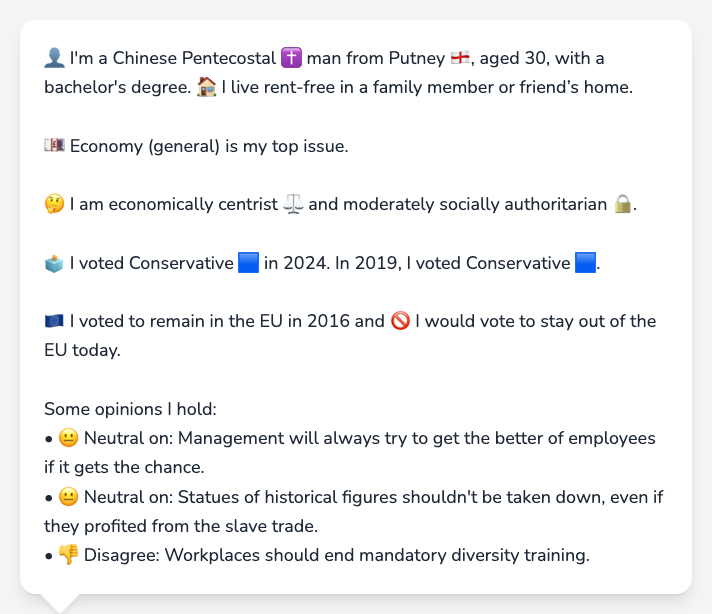 👤 I'm a Chinese Pentecostal ✝️ man from Putney 🏴󠁧󠁢󠁥󠁮󠁧󠁿, aged 30, with a
bachelor's degree. 🏠 I live rent-free in a family member or friend’s home.
💷 Economy (general) is my top issue.
🤔 I am economically centrist ⚖️ and moderately socially authoritarian 🔒.
🗳️ I voted Conservative 🟦 in 2024. In 2019, I voted Conservative 🟦.
🇪🇺 I voted to remain in the EU in 2016 and 🚫 I would vote to stay out of the
EU today.
Some opinions I hold:
• 😐 Neutral on: Management will always try to get the better of employees
if it gets the chance.
• 😐 Neutral on: Statues of historical figures shouldn't be taken down, even if
they profited from the slave trade.
• 👎 Disagree: Workplaces should end mandatory diversity training.